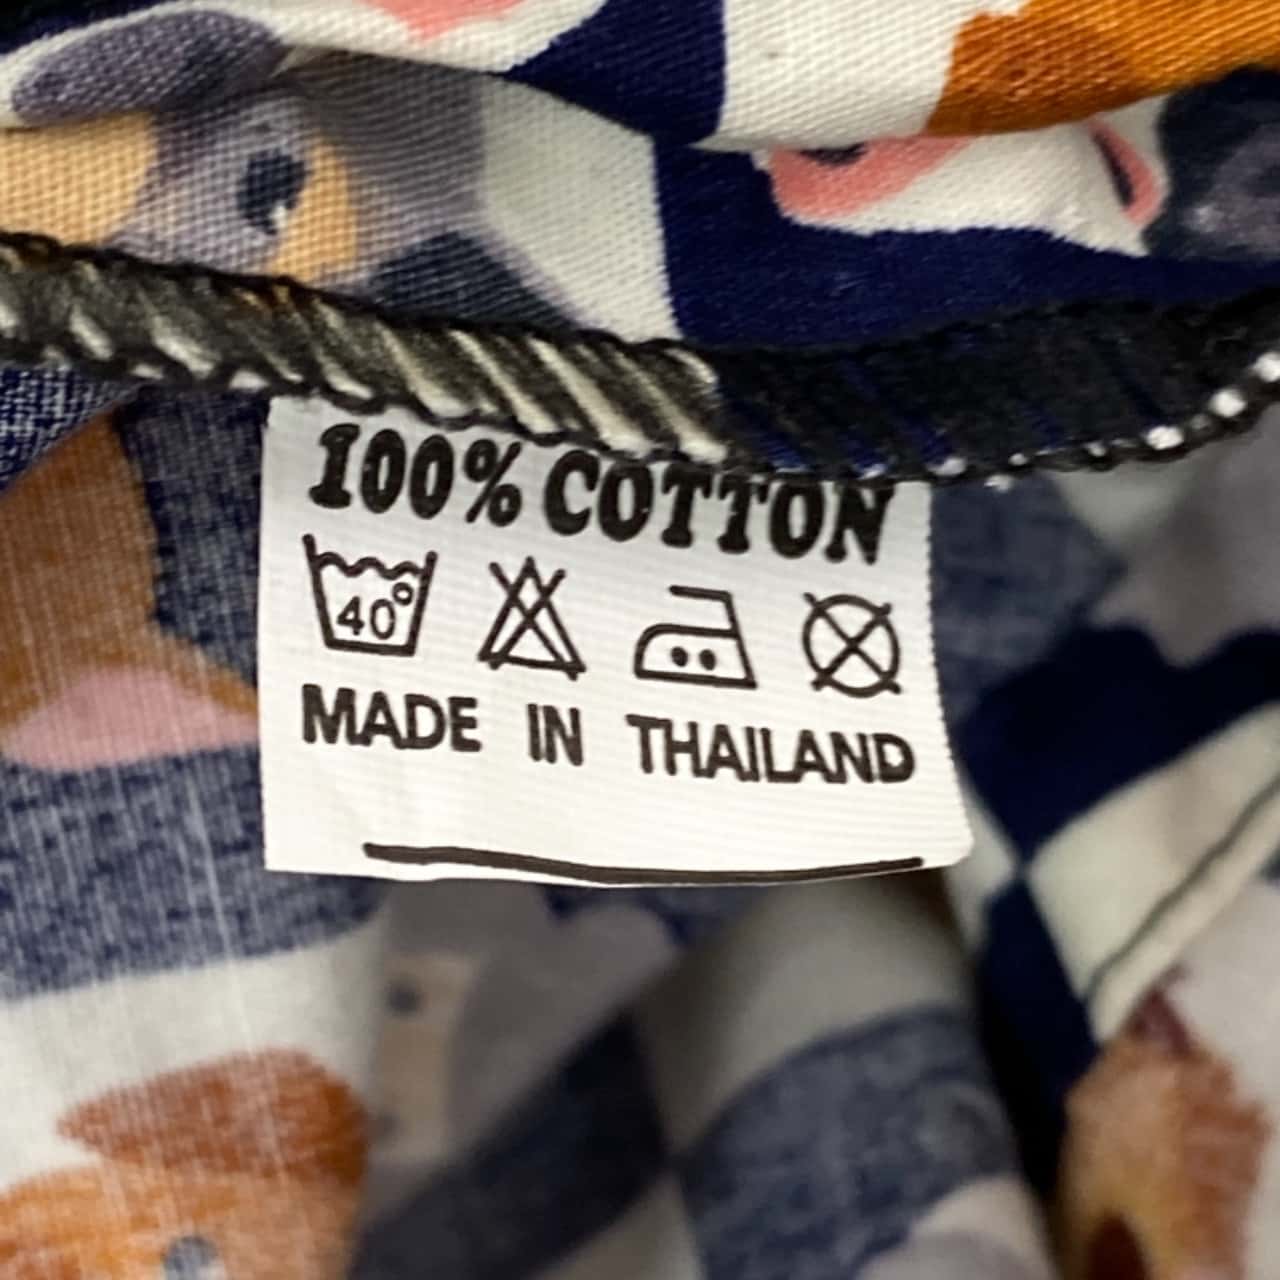 100% COTTON
40°
MADE IN THAILAND